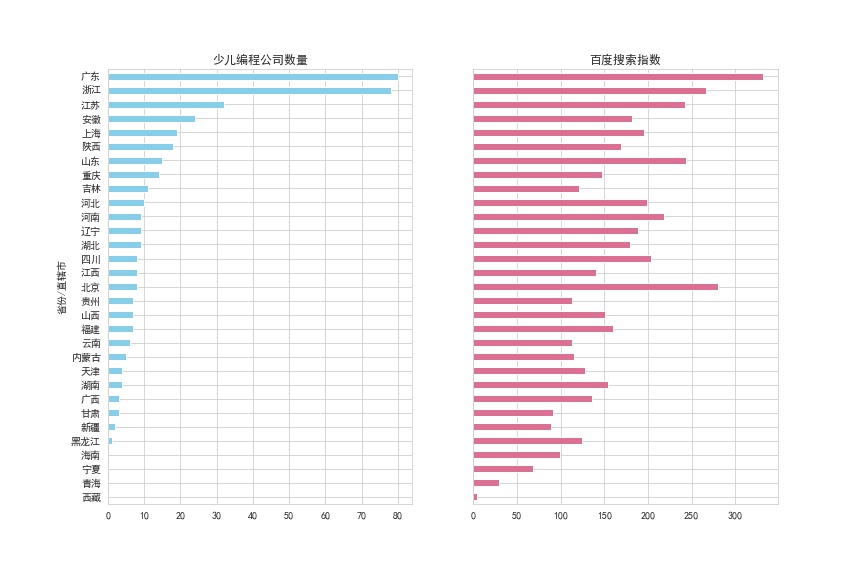 少儿编程公司数量
百度搜索指数
省份/直辖市
广东
浙江
江苏
安徽
上海
陕西
山东
重庆
吉林
河北
河南
辽宁
湖北
四川
江西
北京
贵州
山西
福建
云南
内蒙古
天津
湖南
广西
甘肃
新疆
黑龙江
海南
宁夏
青海
西藏
0 10 20 30 40 50 60 70 80
0 50 100 150 200 250 300